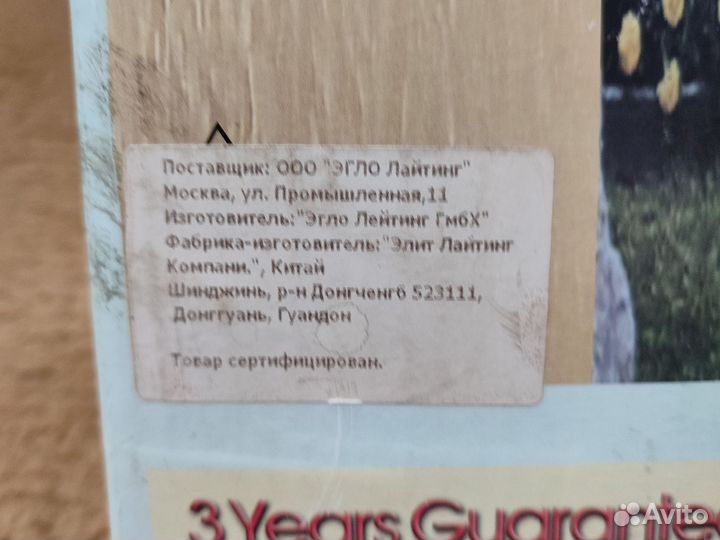 Поставщик: ООО "ЭГЛО Лайтинг"
Москва, ул. Промышленная,11
Изготовитель:"Эгло Лейтинг ГмбХ"
Фабрика-изготовитель:"Элит Лайтинг
Компани.", Китай
Шинджинь, р-н Донгченгб 523111,
Донггуань, Гуандон
Товар сертифицирован.
3 Years Guarantee
Avito